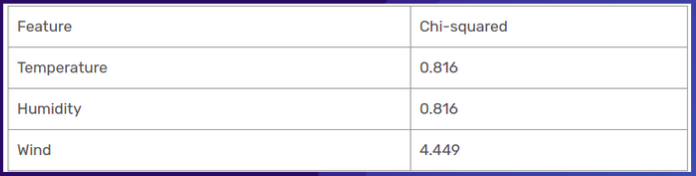 Feature Chi-squared
Temperature 0.816
Humidity 0.816
Wind 4.449